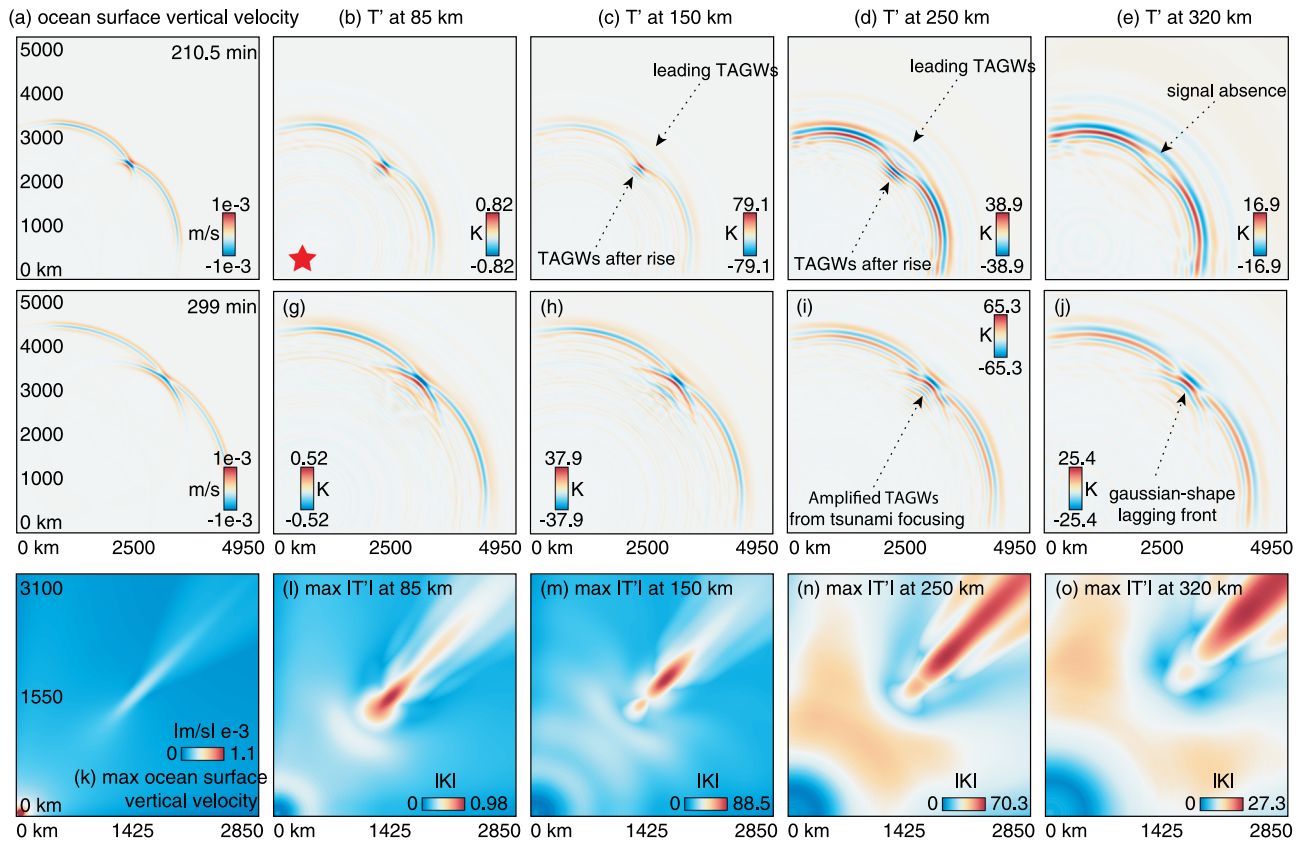 (a) ocean surface vertical velocity
(b) T’ at 85 km
(c) T’ at 150 km
(d) T’ at 250 km
(e) T’ at 320 km
5000
4000
3000
2000
1000
0 km
210.5 min
1e-3
m/s
-1e-3
0.82
K
-0.82
leading TAGWs
TAGWs after rise
79.1
K
-79.1
leading TAGWs
TAGWs after rise
38.9
K
-38.9
signal absence
16.9
K
-16.9
5000
4000
3000
2000
1000
0 km
299 min
1e-3
m/s
-1e-3
0 km 2500 4950
(g)
0.52
K
-0.52
0 km 2500 4950
(h)
37.9
K
-37.9
0 km 2500 4950
(i)
65.3
K
-65.3
Amplified TAGWs
from tsunami focusing
0 km 2500 4950
(j)
25.4
K
-25.4
gaussian-shape
lagging front
0 km 2500 4950
3100
1550
0 km
|m/s| e-3
0 1.1
(k) max ocean surface
vertical velocity
0 km 1425 2850
(l) max |T’| at 85 km
|K|
0 0.98
0 km 1425 2850
(m) max |T’| at 150 km
|K|
0 88.5
0 km 1425 2850
(n) max |T’| at 250 km
|K|
0 70.3
0 km 1425 2850
(o) max |T’| at 320 km
|K|
0 27.3
0 km 1425 2850